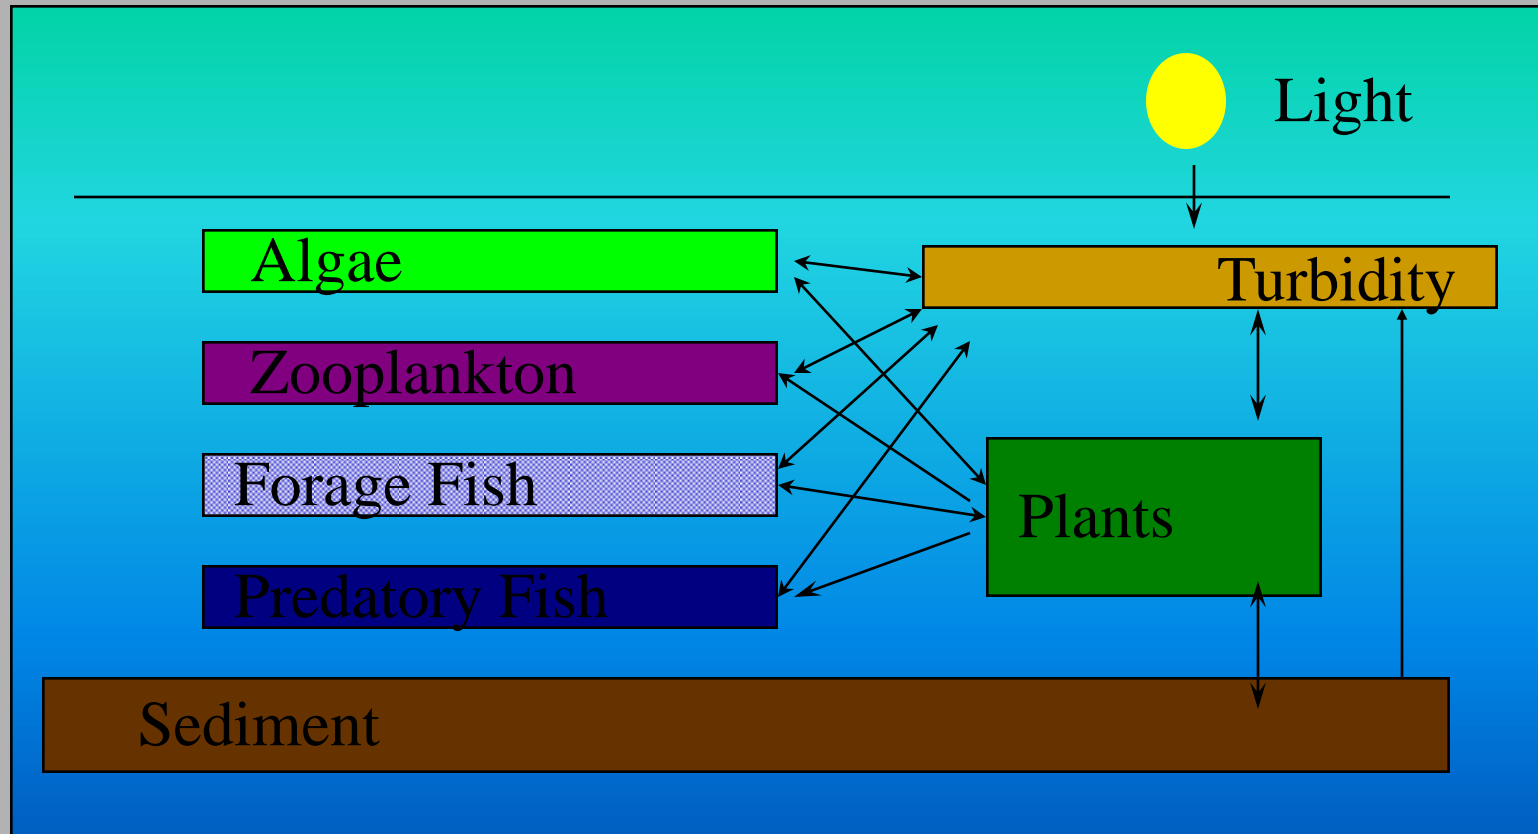 Light
Algae
Turbidity
Zooplankton
Forage Fish
Plants
Predatory Fish
Sediment